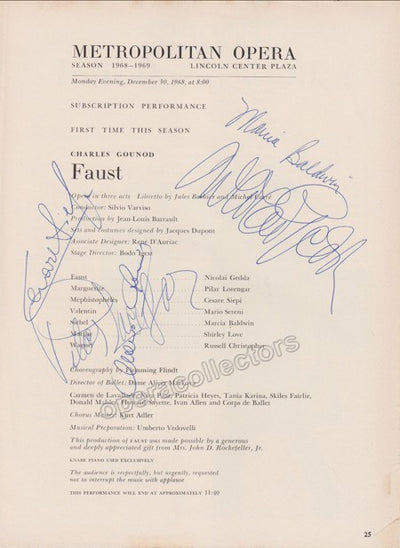 METROPOLITAN OPERA
SEASON 1968–1969 LINCOLN CENTER PLAZA
Monday Evening, December 30, 1968, at 8:00
SUBSCRIPTION PERFORMANCE
FIRST TIME THIS SEASON
Marcia Baldwin
CHARLES GOUNOD
Faust
Opera in three acts Libretto by Jules Barbier and Michel Carré
Conductor: Silvio Varviso
Production by Jean-Louis Barrault
Sets and costumes designed by Jacques Dupont
Associate Designer: René D'Auriac
Stage Director: Bodo Igesz
Cesare Siepi
Faust Nicolai Gedda
Marguerite Pilar Lorengar
Méphistophélès Cesare Siepi
Valentin Mario Sereni
Siébel Marcia Baldwin
Marthe Shirley Love
Wagner Russell Christopher
Pilar Lorengar
operacollectors
Choreography by Flemming Flindt
Director of Ballet: Dame Alicia Markova
Carmen de Lavallade, Patricia Heyes, Tania Karina, Skiles Fairlie,
Donald Mahler, Howard Sayette, Ivan Allen and Corps de Ballet
Chorus Master: Kurt Adler
Musical Preparation: Umberto Vedovelli
This production of FAUST was made possible by a generous
and deeply appreciated gift from Mrs. John D. Rockefeller, Jr.
KNABE PIANO USED EXCLUSIVELY
The audience is respectfully, but urgently, requested
not to interrupt the music with applause
THIS PERFORMANCE WILL END AT APPROXIMATELY 11:40
25